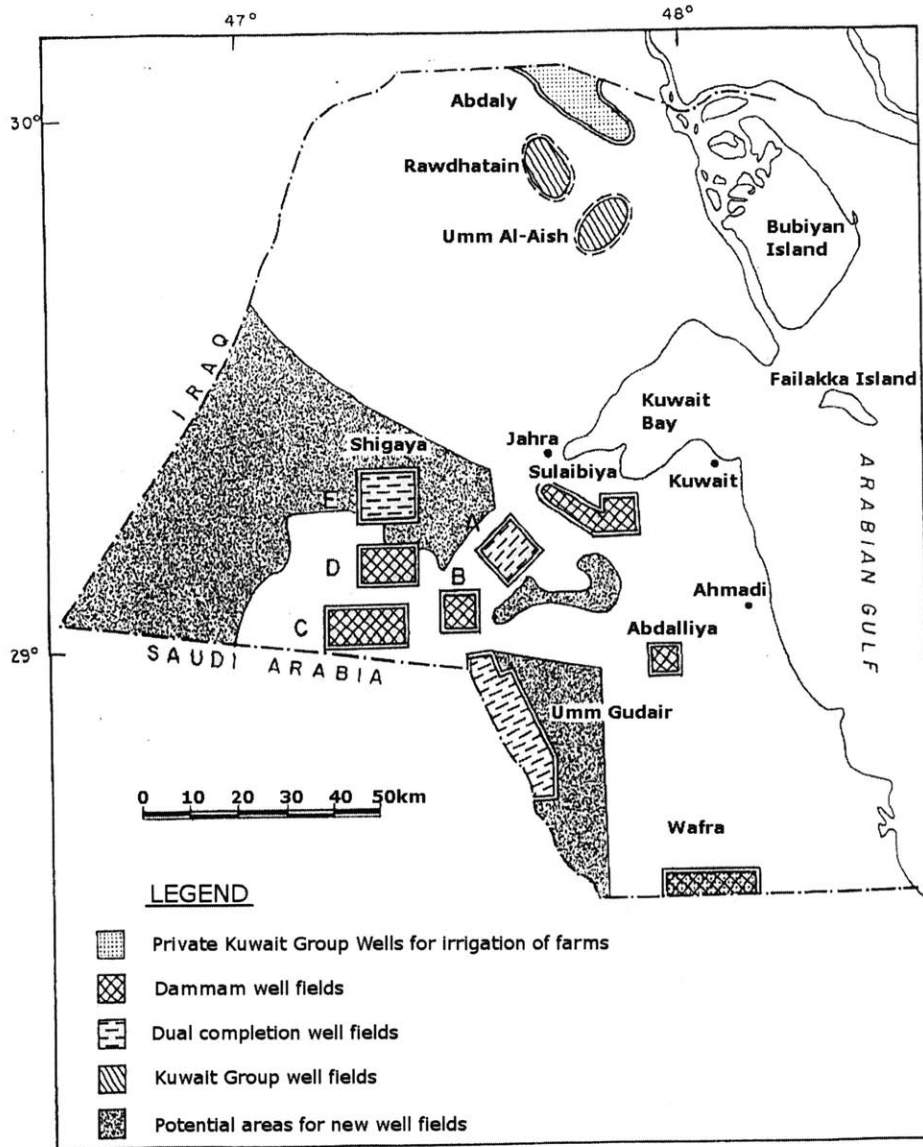 47°
48°
30°
Abdaly
Rawdhatain
Umm Al-Aish
Bubiyan
Island
IRAQ
Failakka Island
Kuwait
Bay
Jahra
Shigaya
Sulaibiya
Kuwait
E
A
D
B
C
Ahmadi
Abdalliya
ARABIAN GULF
29°
SAUDI ARABIA
Umm Gudair
0 10 20 30 40 50km
Wafra
LEGEND
Private Kuwait Group Wells for irrigation of farms
Dammam well fields
Dual completion well fields
Kuwait Group well fields
Potential areas for new well fields